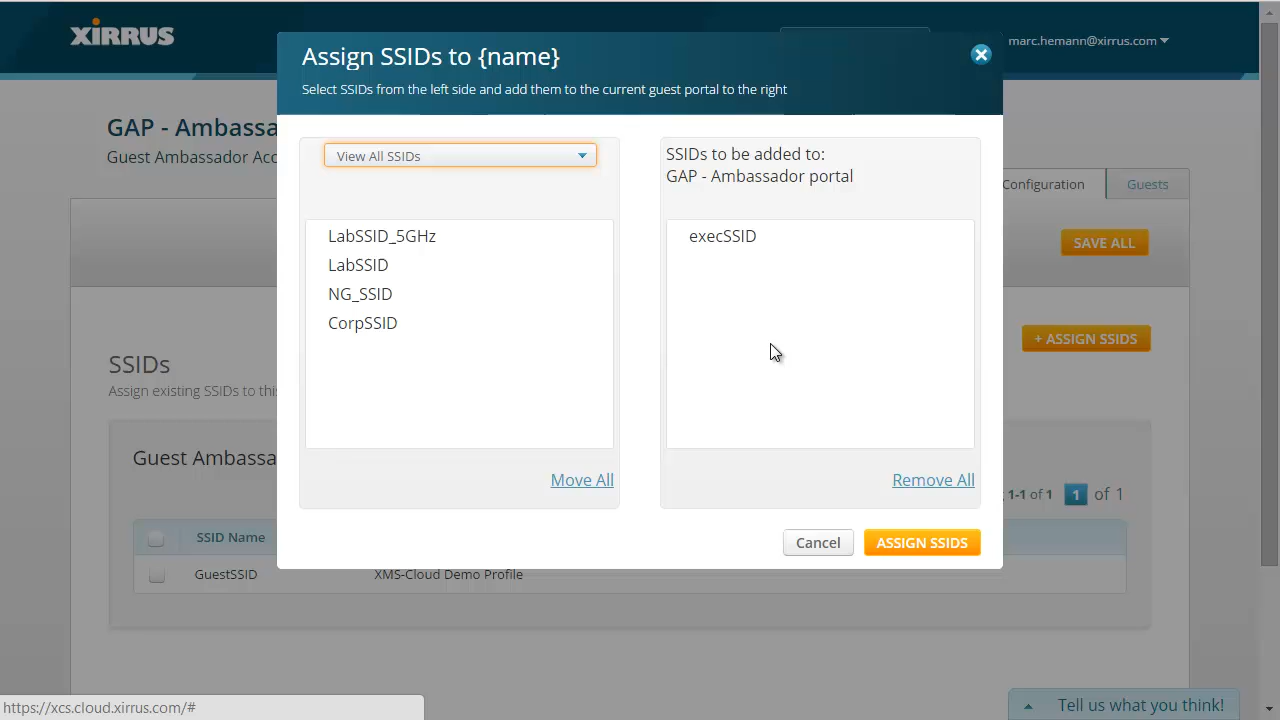 XIRRUS
marc.hemann@xirrus.com
Assign SSIDs to {name}
Select SSIDs from the left side and add them to the current guest portal to the right
GAP - Ambassa
Guest Ambassador Acc
Configuration
Guests
SAVE ALL
View All SSIDs
SSIDs to be added to:
GAP - Ambassador portal
LabSSID_5GHz
LabSSID
NG_SSID
CorpSSID
execSSID
+ ASSIGN SSIDS
SSIDs
Assign existing SSIDs to this
Guest Ambassa
Move All
Remove All
1-1 of 1
1 of 1
Cancel
ASSIGN SSIDS
SSID Name
GuestSSID
XMS-Cloud Demo Profile
https://xcs.cloud.xirrus.com/#
Tell us what you think!